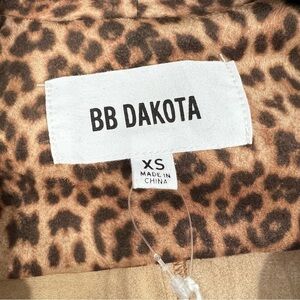 BB DAKOTA
XS
MADE IN
CHINA